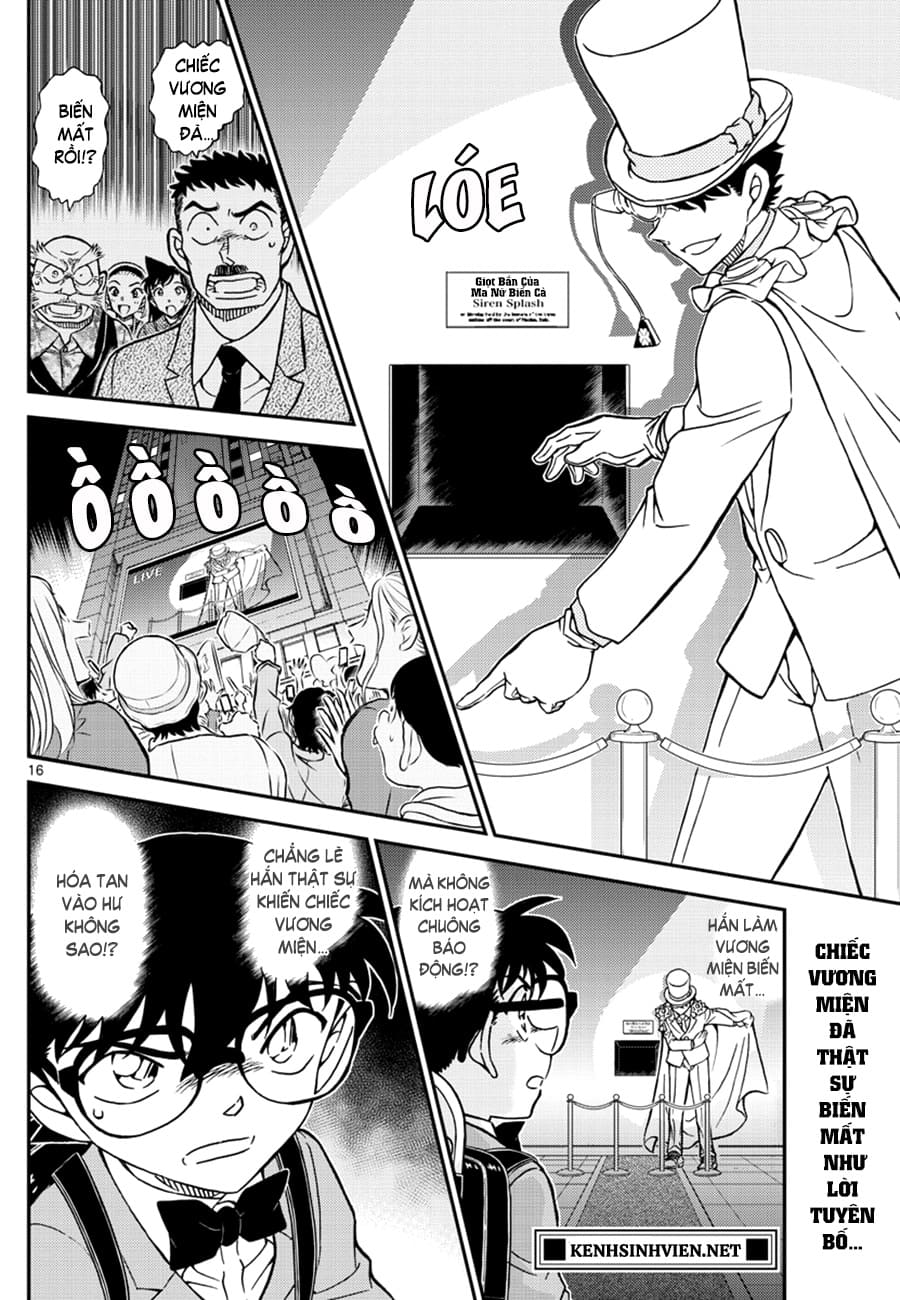 LÓE
Giọt Bắn Của
Ma Nữ Biển Cả
Siren Splash
CHIẾC
VƯƠNG
MIỆN
ĐÃ...
BIẾN
MẤT
RỒI!?
Ồ Ồ Ồ Ồ Ồ
LIVE
16
HẮN LÀM
VƯƠNG
MIỆN BIẾN
MẤT...
MÀ KHÔNG
KÍCH HOẠT
CHUÔNG
BÁO
ĐỘNG!?
CHẲNG LẼ
HẮN THẬT SỰ
KHIẾN CHIẾC
VƯƠNG
MIỆN...
HÓA TAN
VÀO HƯ
KHÔNG
SAO!?
CHIẾC
VƯƠNG
MIỆN
ĐÃ
THẬT
SỰ
BIẾN
MẤT
NHƯ
LỜI
TUYÊN
BỐ...
KENHSINHVIEN.NET